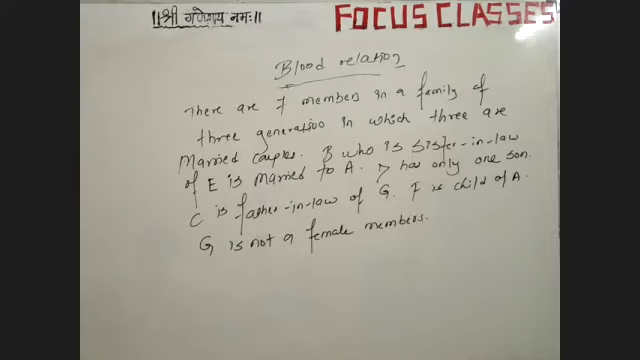 ||श्री गणेशाय नमः||
FOCUS CLASSES
Blood relation
There are 7 members in a family of
three generation in which three are
Married couples. B who is sister-in-law
of E is married to A. D has only one son.
C is father-in-law of G. F is child of A.
G is not a female members.